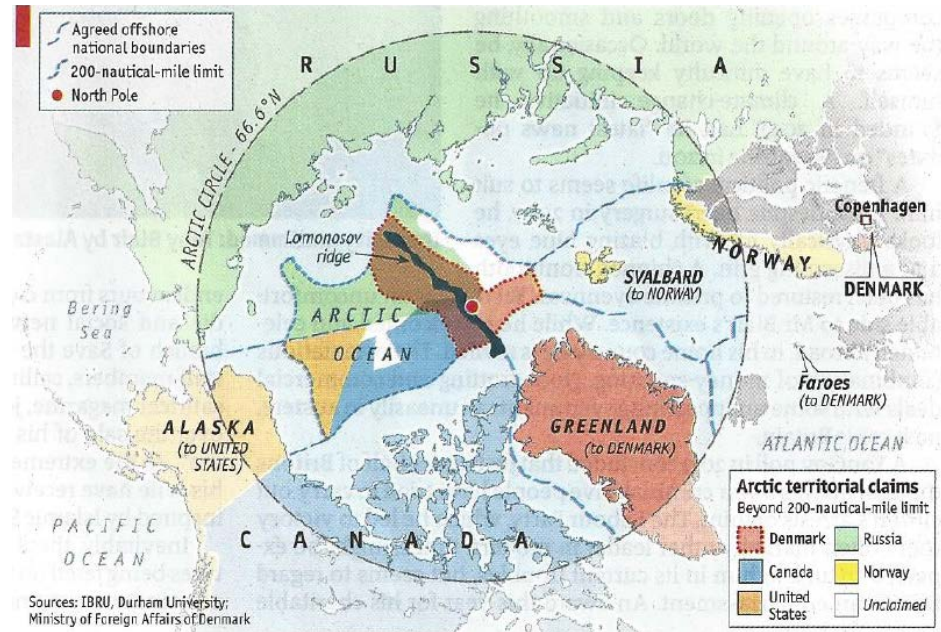 Agreed offshore
national boundaries
200-nautical-mile limit
North Pole
R U S S I A
ARCTIC CIRCLE - 66.6°N
Lomonosov
ridge
Copenhagen
NORWAY
SVALBARD
(to NORWAY)
DENMARK
Bering
Sea
ARCTIC
OCEAN
Faroes
(to DENMARK)
ALASKA
(to UNITED
STATES)
GREENLAND
(to DENMARK)
ATLANTIC OCEAN
PACIFIC
OCEAN
C A N A D A
Arctic territorial claims
Beyond 200-nautical-mile limit
Denmark
Russia
Canada
Norway
United
States
Unclaimed
Sources: IBRU, Durham University;
Ministry of Foreign Affairs of Denmark